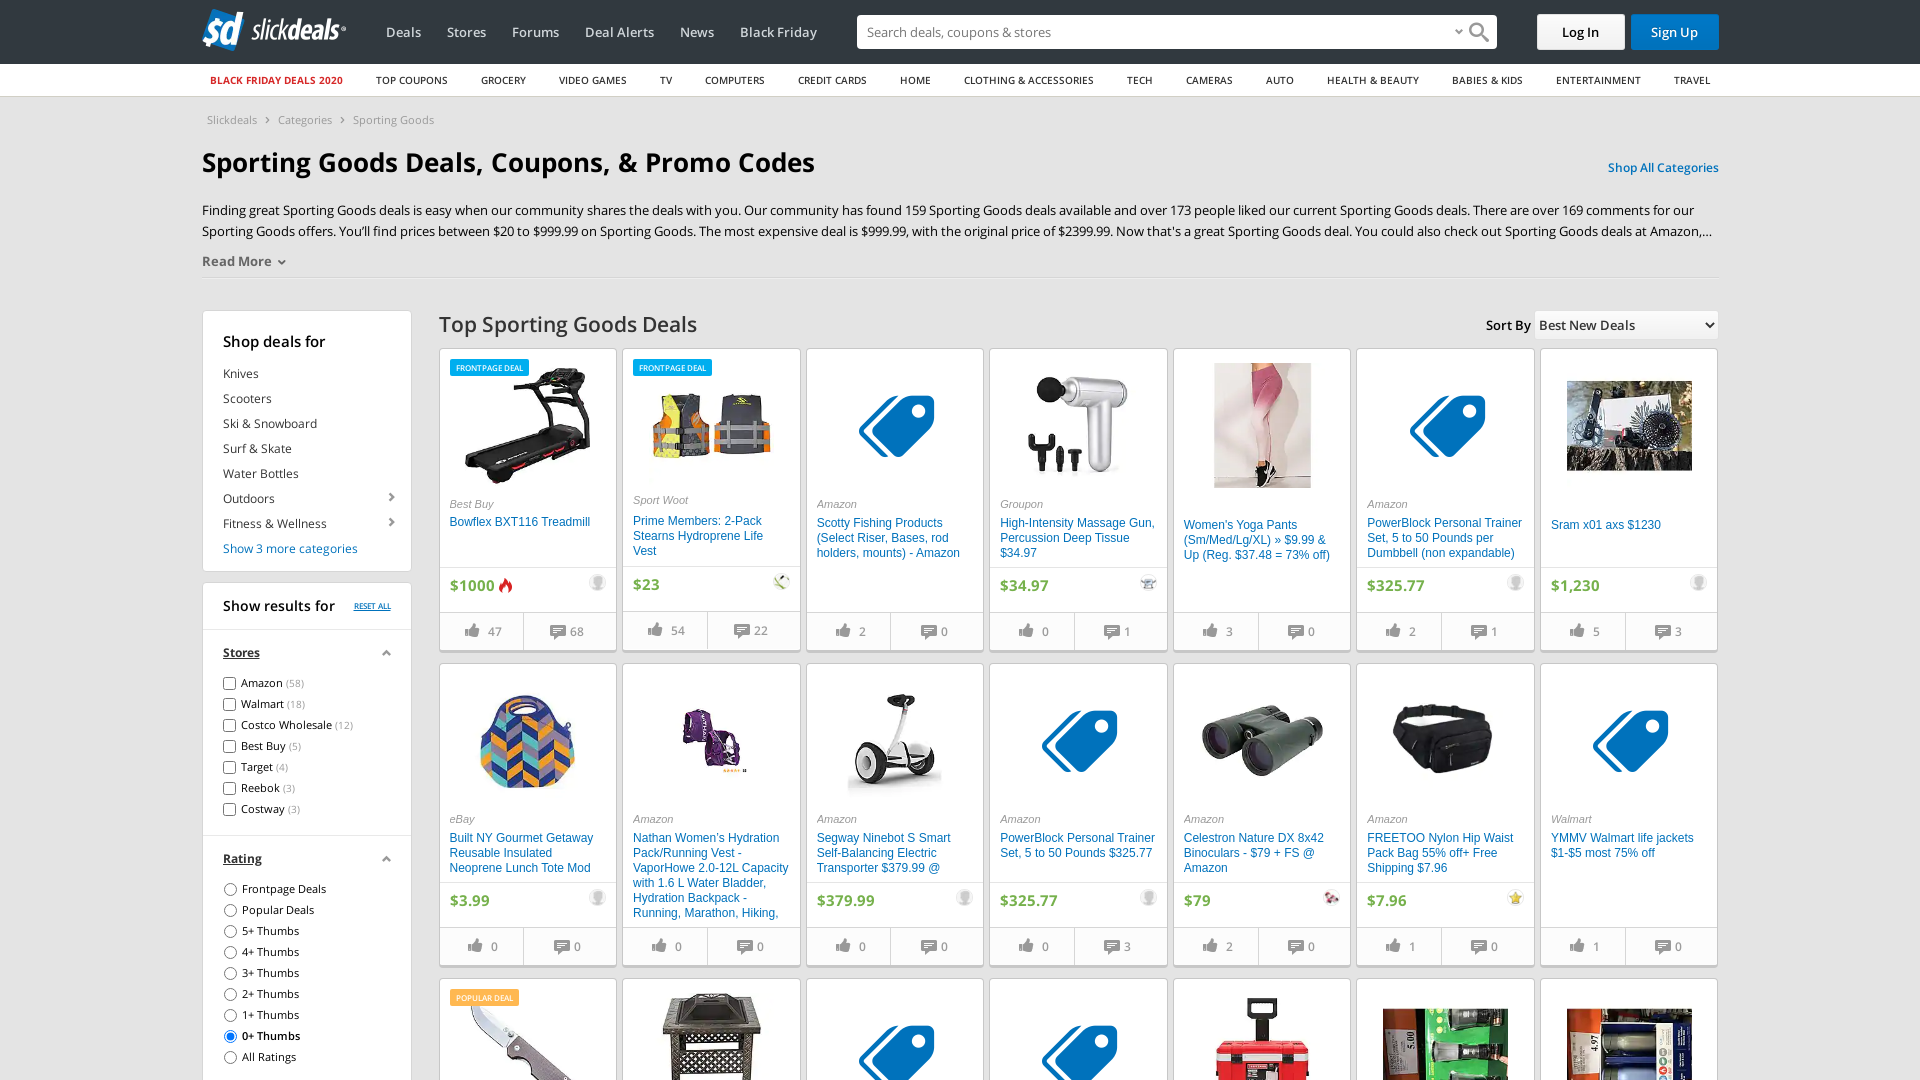 slickdeals
Deals
Stores
Forums
Deal Alerts
News
Black Friday
Search deals, coupons & stores
Log In
Sign Up
BLACK FRIDAY DEALS 2020
TOP COUPONS
GROCERY
VIDEO GAMES
TV
COMPUTERS
CREDIT CARDS
HOME
CLOTHING & ACCESSORIES
TECH
CAMERAS
AUTO
HEALTH & BEAUTY
BABIES & KIDS
ENTERTAINMENT
TRAVEL
Slickdeals
Categories
Sporting Goods
Sporting Goods Deals, Coupons, & Promo Codes
Shop All Categories
Finding great Sporting Goods deals is easy when our community shares the deals with you. Our community has found 159 Sporting Goods deals available and over 173 people liked our current Sporting Goods deals. There are over 169 comments for our
Sporting Goods offers. You'll find prices between $20 to $999.99 on Sporting Goods. The most expensive deal is $999.99, with the original price of $2399.99. Now that's a great Sporting Goods deal. You could also check out Sporting Goods deals at Amazon,...
Read More
Shop deals for
Knives
Scooters
Ski & Snowboard
Surf & Skate
Water Bottles
Outdoors
Fitness & Wellness
Show 3 more categories
Show results for
RESET ALL
Stores
Amazon (58)
Walmart (18)
Costco Wholesale (12)
Best Buy (5)
Target (4)
Reebok (3)
Costway (3)
Rating
Frontpage Deals
Popular Deals
5+ Thumbs
4+ Thumbs
3+ Thumbs
2+ Thumbs
1+ Thumbs
0+ Thumbs
All Ratings
Top Sporting Goods Deals
Sort By
Best New Deals
FRONTPAGE DEAL
Best Buy
Bowflex BXT116 Treadmill
$1000
47
68
FRONTPAGE DEAL
Sport Woot
Prime Members: 2-Pack
Stearns Hydroprene Life
Vest
$23
54
22
Amazon
Scotty Fishing Products
(Select Riser, Bases, rod
holders, mounts) - Amazon
2
0
Groupon
High-Intensity Massage Gun,
Percussion Deep Tissue
$34.97
$34.97
0
1
Women's Yoga Pants
(Sm/Med/Lg/XL) » $9.99 &
Up (Reg. $37.48 = 73% off)
3
0
Amazon
PowerBlock Personal Trainer
Set, 5 to 50 Pounds per
Dumbbell (non expandable)
$325.77
2
1
Sram x01 axs $1230
$1,230
5
3
eBay
Built NY Gourmet Getaway
Reusable Insulated
Neoprene Lunch Tote Mod
$3.99
0
0
Amazon
Nathan Women's Hydration
Pack/Running Vest -
VaporHowe 2.0-12L Capacity
with 1.6 L Water Bladder,
Hydration Backpack -
Running, Marathon, Hiking,
0
0
Amazon
Segway Ninebot S Smart
Self-Balancing Electric
Transporter $379.99 @
$379.99
0
0
Amazon
PowerBlock Personal Trainer
Set, 5 to 50 Pounds $325.77
$325.77
0
3
Amazon
Celestron Nature DX 8x42
Binoculars - $79 + FS @
Amazon
$79
2
0
Amazon
FREETOO Nylon Hip Waist
Pack Bag 55% off+ Free
Shipping $7.96
$7.96
1
0
Walmart
YMMV Walmart life jackets
$1-$5 most 75% off
1
0
POPULAR DEAL
5.00
4.97